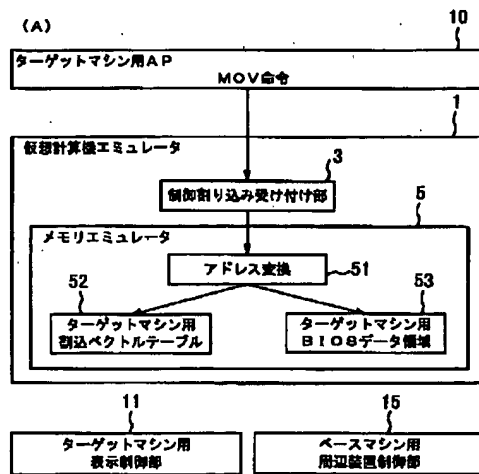 (A)
10
ターゲットマシン用AP
MOV命令
1
仮想計算機エミュレータ
3
制御割り込み受け付け部
5
メモリエミュレータ
アドレス変換
51
52
53
ターゲットマシン用
割込ベクトルテーブル
ターゲットマシン用
BIOSデータ領域
11
15
ターゲットマシン用
表示制御部
ベースマシン用
周辺装置制御部